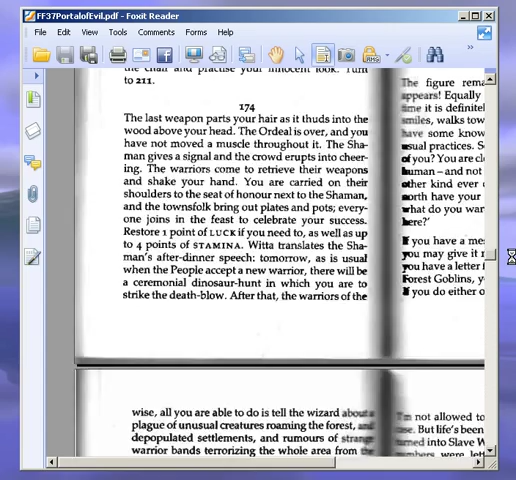 FF37PortalofEvil.pdf - Foxit Reader
File Edit View Tools Comments Forms Help
the chair and practise your innocent look. Turn
to 211.
174
The last weapon parts your hair as it thuds into the
wood above your head. The Ordeal is over, and you
have not moved a muscle throughout it. The Sha-
man gives a signal and the crowd erupts into cheer-
ing. The warriors come to retrieve their weapons
and shake your hand. You are carried on their
shoulders to the seat of honour next to the Shaman,
and the townsfolk bring out plates and pots; every-
one joins in the feast to celebrate your success.
Restore 1 point of LUCK if you need to, as well as up
to 4 points of STAMINA. Witta translates the Sha-
man's after-dinner speech: tomorrow, as is usual
when the People accept a new warrior, there will be
a ceremonial dinosaur-hunt in which you are to
strike the death-blow. After that, the warriors of the
wise, all you are able to do is tell the wizard about a
plague of unusual creatures roaming the forest, and
depopulated settlements, and rumours of strange
warrior bands terrorizing the whole area from the
The figure rema
appears! Equally
time it is definitel
smiles, walks tow
have some know
usual practices. S
of you? You are cl
human – and not
other kind ever
north have your
what do you wan
here?'
If you have a mes
you may give it
you have a letter f
Forest Goblins, y
If you do either o
I'm not allowed to
case. But life's been
turned into Slave W
numbers were left